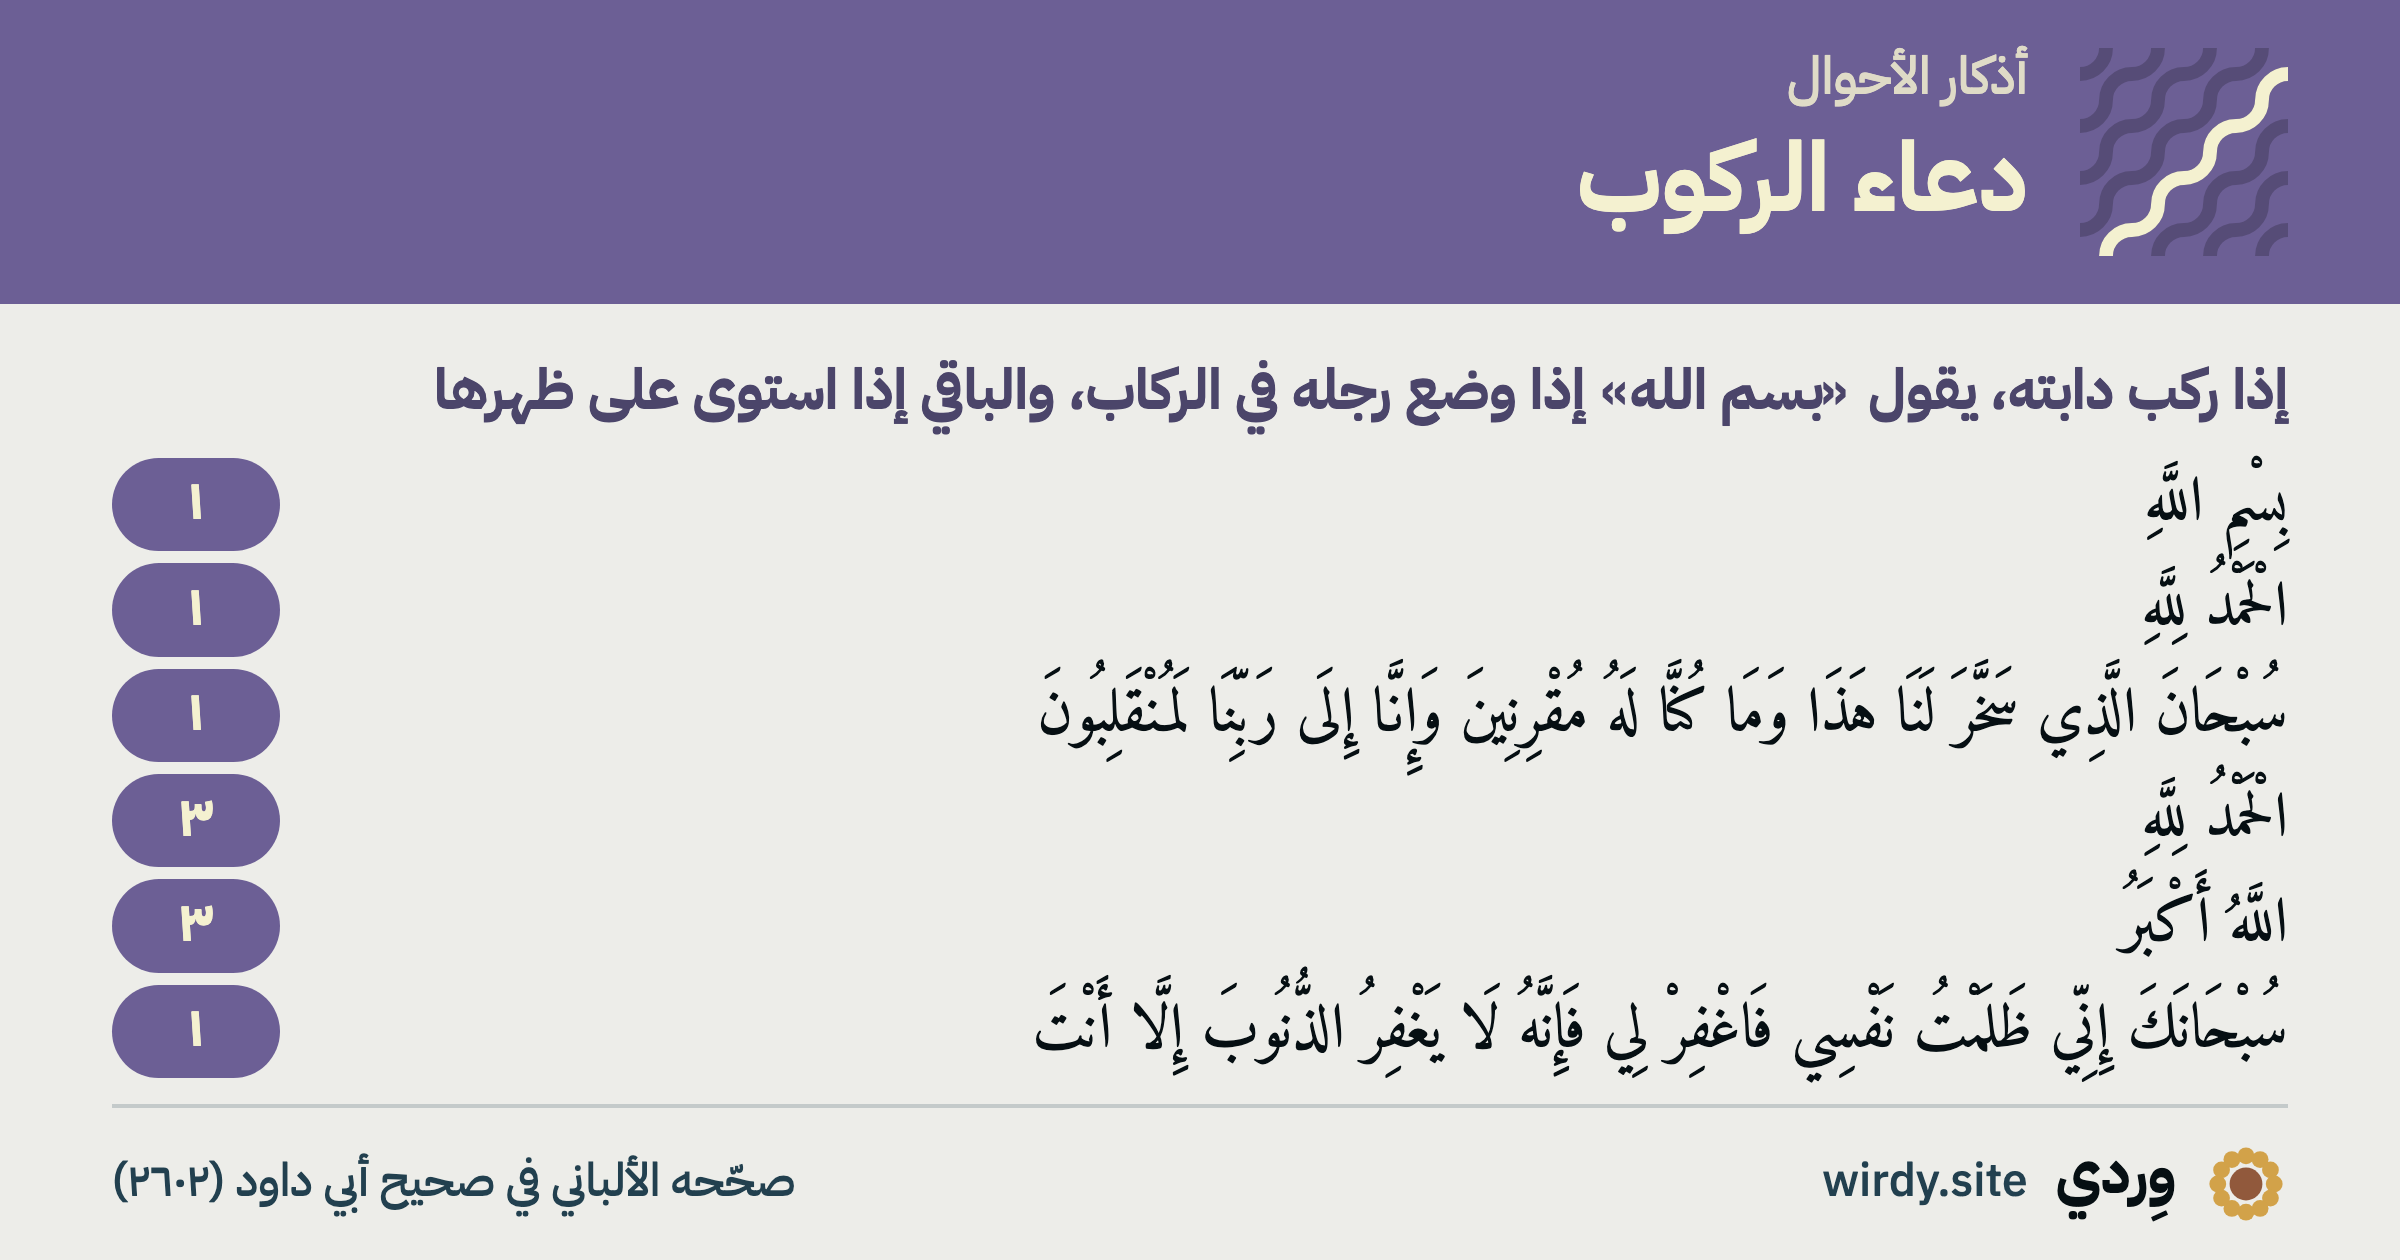 أذكار الأحوال
دعاء الركوب
إذا ركب دابته، يقول «بسم الله» إذا وضع رجله في الركاب، والباقي إذا استوى على ظهرها
بِسْمِ اللَّهِ ١
الْحَمْدُ لِلَّهِ ١
سُبْحَانَ الَّذِي سَخَّرَ لَنَا هَذَا وَمَا كُنَّا لَهُ مُقْرِنِينَ وَإِنَّا إِلَى رَبِّنَا لَمُنْقَلِبُونَ ١
الْحَمْدُ لِلَّهِ ٣
اللَّهُ أَكْبَرُ ٣
سُبْحَانَكَ إِنِّي ظَلَمْتُ نَفْسِي فَاغْفِرْ لِي فَإِنَّهُ لَا يَغْفِرُ الذُّنُوبَ إِلَّا أَنْتَ ١
وِردي wirdy.site صحّحه الألباني في صحيح أبي داود (٢٦٠٢)